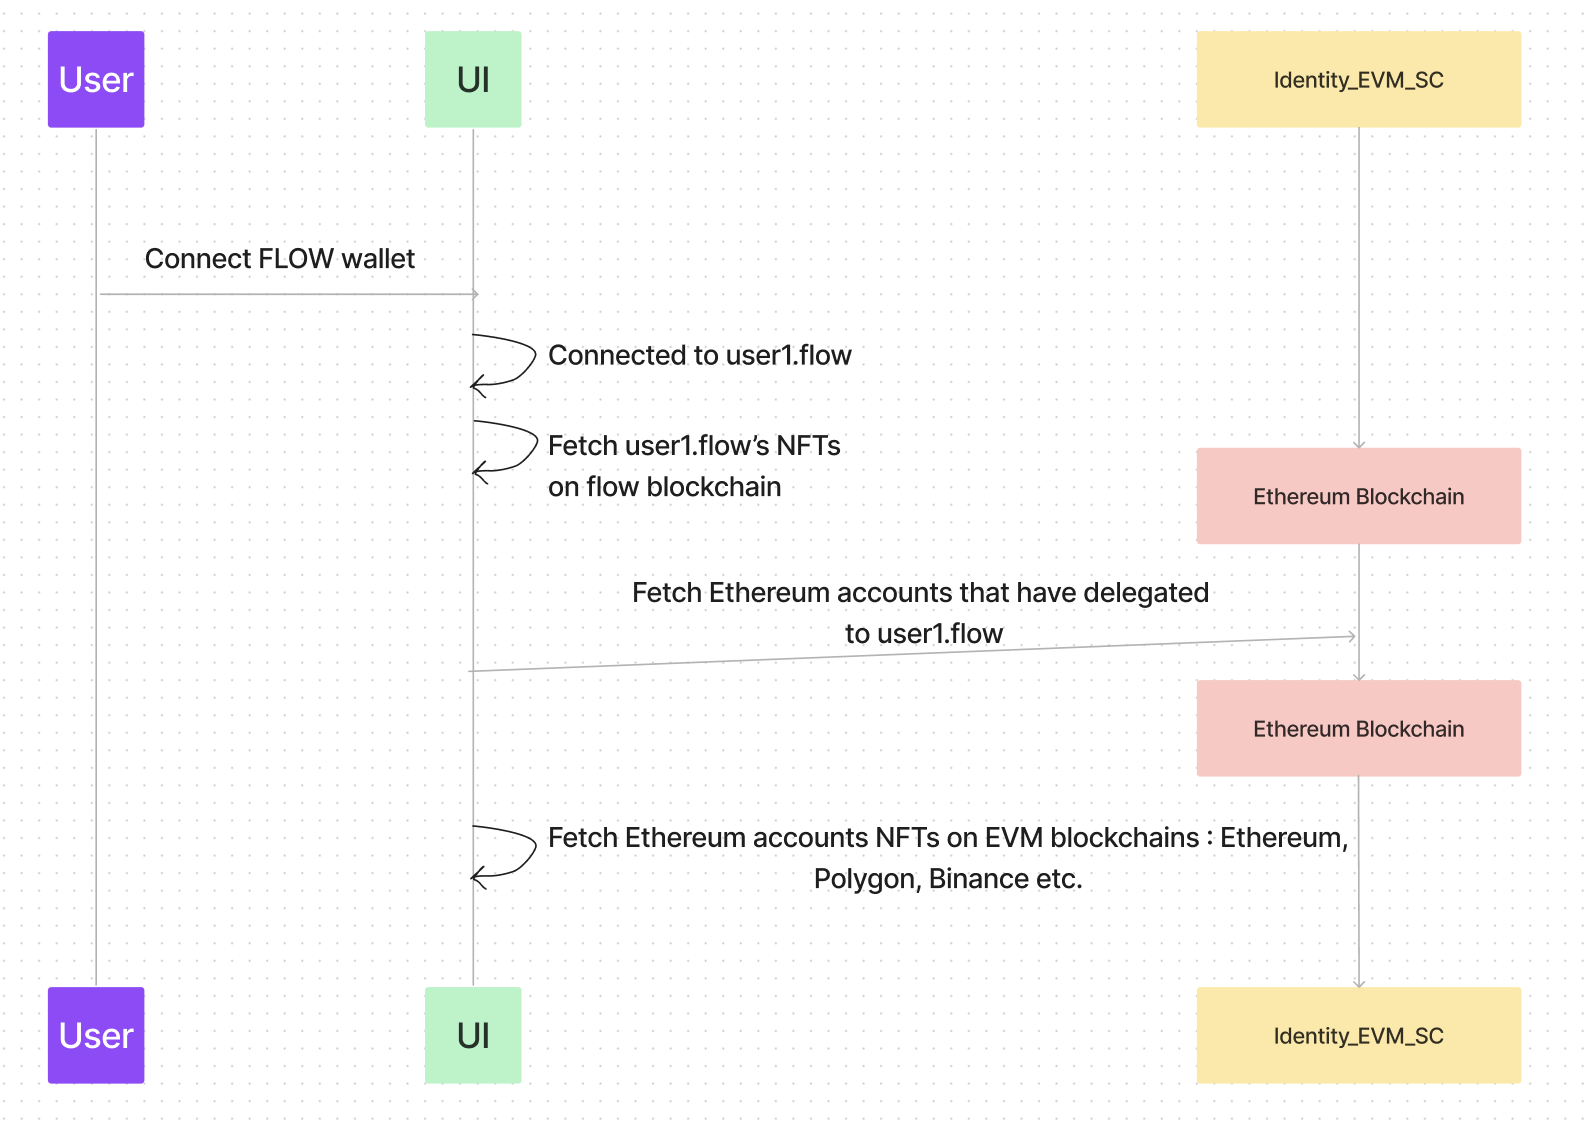 User
UI
Identity_EVM_SC
Connect FLOW wallet
Connected to user1.flow
Fetch user1.flow’s NFTs
on flow blockchain
Ethereum Blockchain
Fetch Ethereum accounts that have delegated
to user1.flow
Ethereum Blockchain
Fetch Ethereum accounts NFTs on EVM blockchains : Ethereum,
Polygon, Binance etc.
User
UI
Identity_EVM_SC